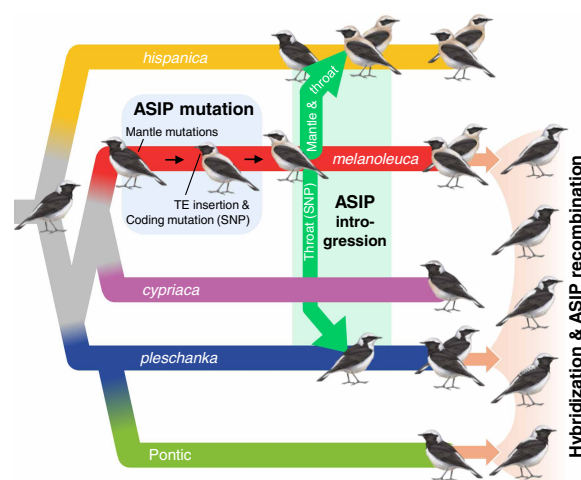 hispanica
ASIP mutation
Mantle mutations
TE insertion &
Coding mutation (SNP)
Mantle &
throat
melanoleuca
Throat (SNP)
ASIP
intro-
gression
cypriaca
pleschanka
Pontic
Hybridization & ASIP recombination